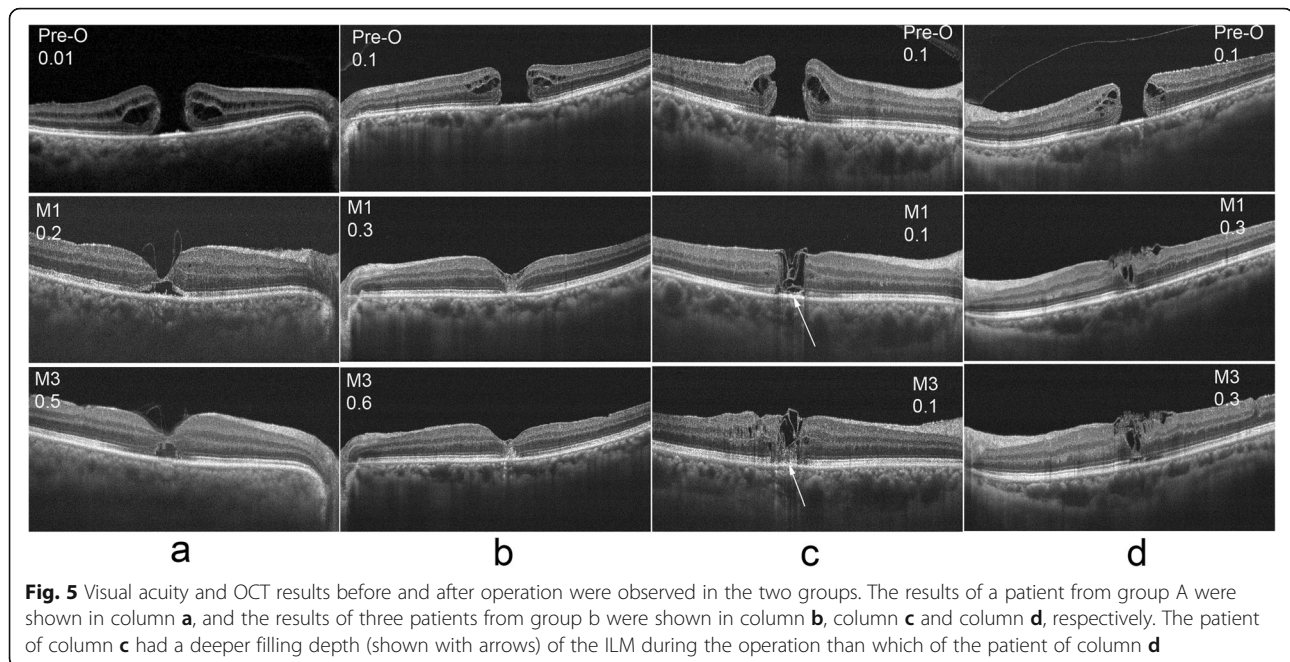 Pre-O
0.01
Pre-O
0.1
Pre-O
0.1
Pre-O
0.1
M1
0.2
M1
0.3
M1
0.1
M1
0.3
M3
0.5
M3
0.6
M3
0.1
M3
0.3
a
b
c
d
Fig. 5 Visual acuity and OCT results before and after operation were observed in the two groups. The results of a patient from group A were
shown in column a, and the results of three patients from group b were shown in column b, column c and column d, respectively. The patient
of column c had a deeper filling depth (shown with arrows) of the ILM during the operation than which of the patient of column d